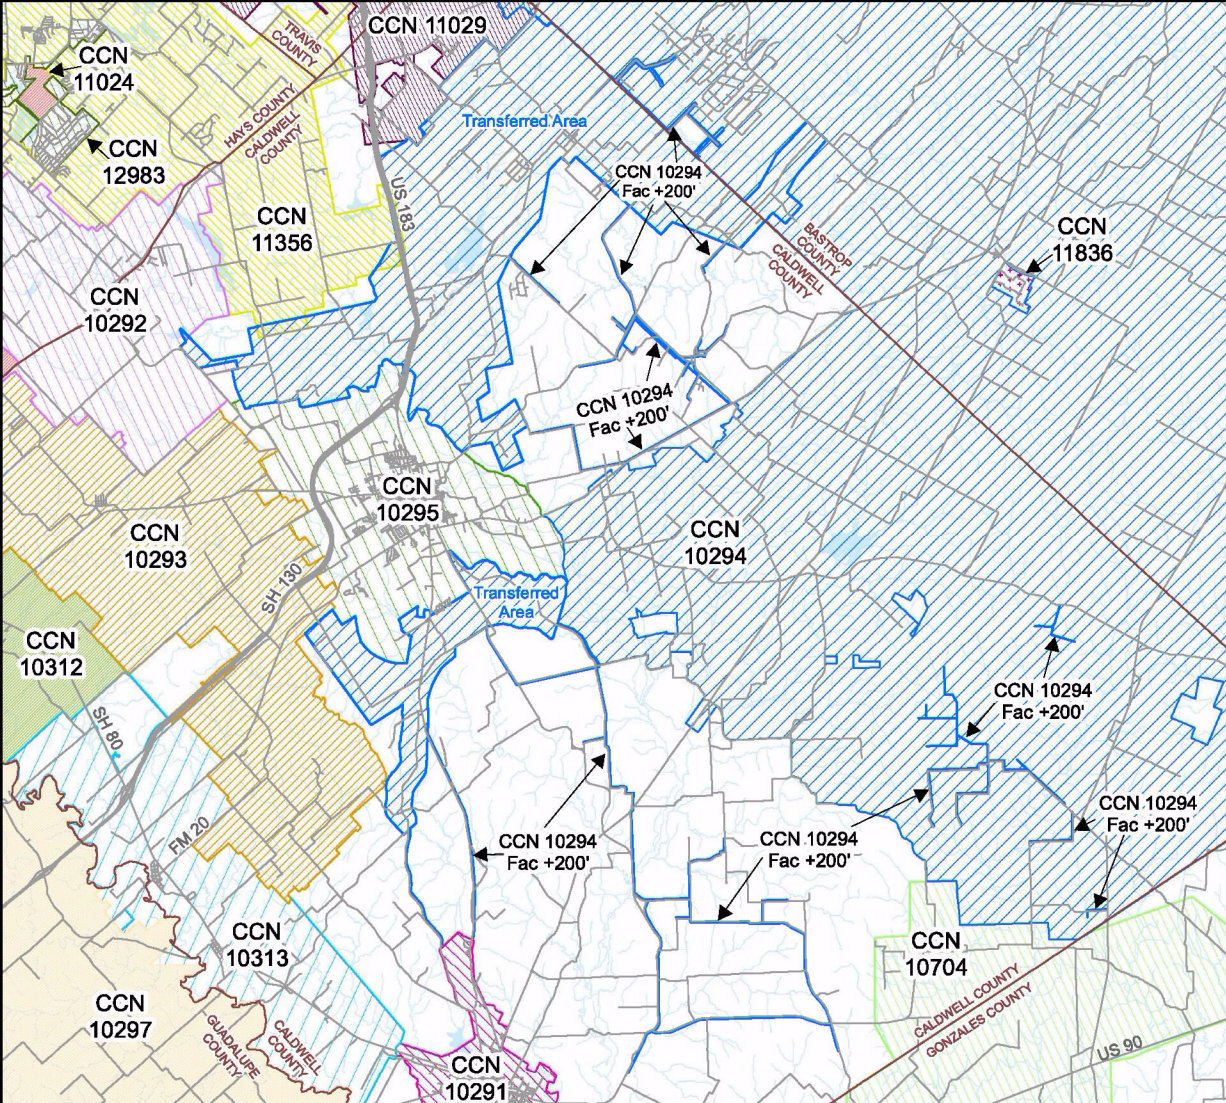 CCN 11029
TRAVIS
COUNTY
CCN
11024
HAYS COUNTY
CALDWELL
COUNTY
Transferred Area
CCN
12983
CCN 10294
Fac +200'
US 183
CCN
11356
BASTROP
COUNTY
CALDWELL
COUNTY
CCN
11836
CCN
10292
CCN 10294
Fac +200'
CCN
10295
CCN
10293
CCN
10294
SH 130
Transferred
Area
CCN
10312
CCN 10294
Fac +200'
SH 80
CCN 10294
Fac +200'
FM 20
CCN 10294
Fac +200'
CCN 10294
Fac +200'
CCN
10313
CCN
10704
CCN
10297
GUADALUPE
COUNTY
CALDWELL
COUNTY
CALDWELL COUNTY
GONZALES COUNTY
US 90
CCN
10291